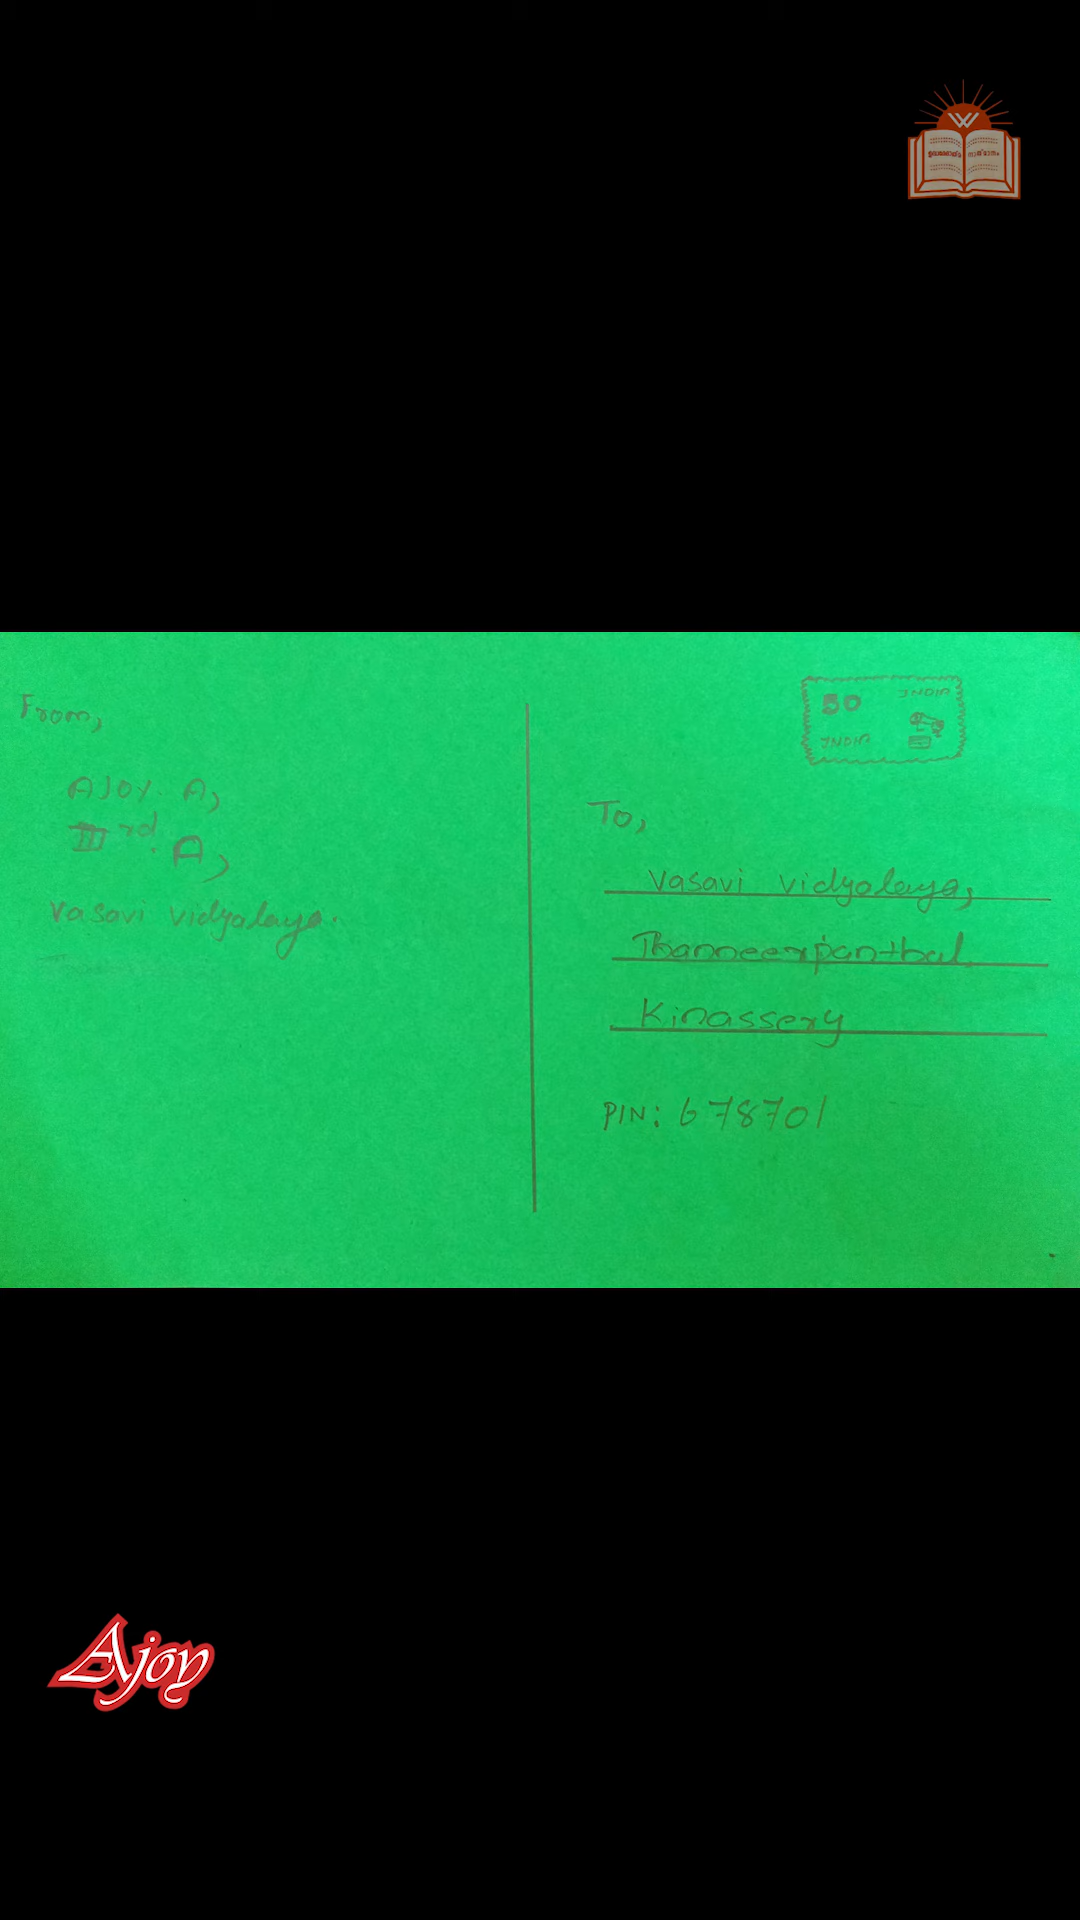 W
From,
AJOY. A,
III rd. A,
Vasavi vidyalaya.
50
INDIA
INDIA
To,
Vasavi vidyalaya,
Thanneerpanthal,
Kinassery
PIN: 678701
Ajoy